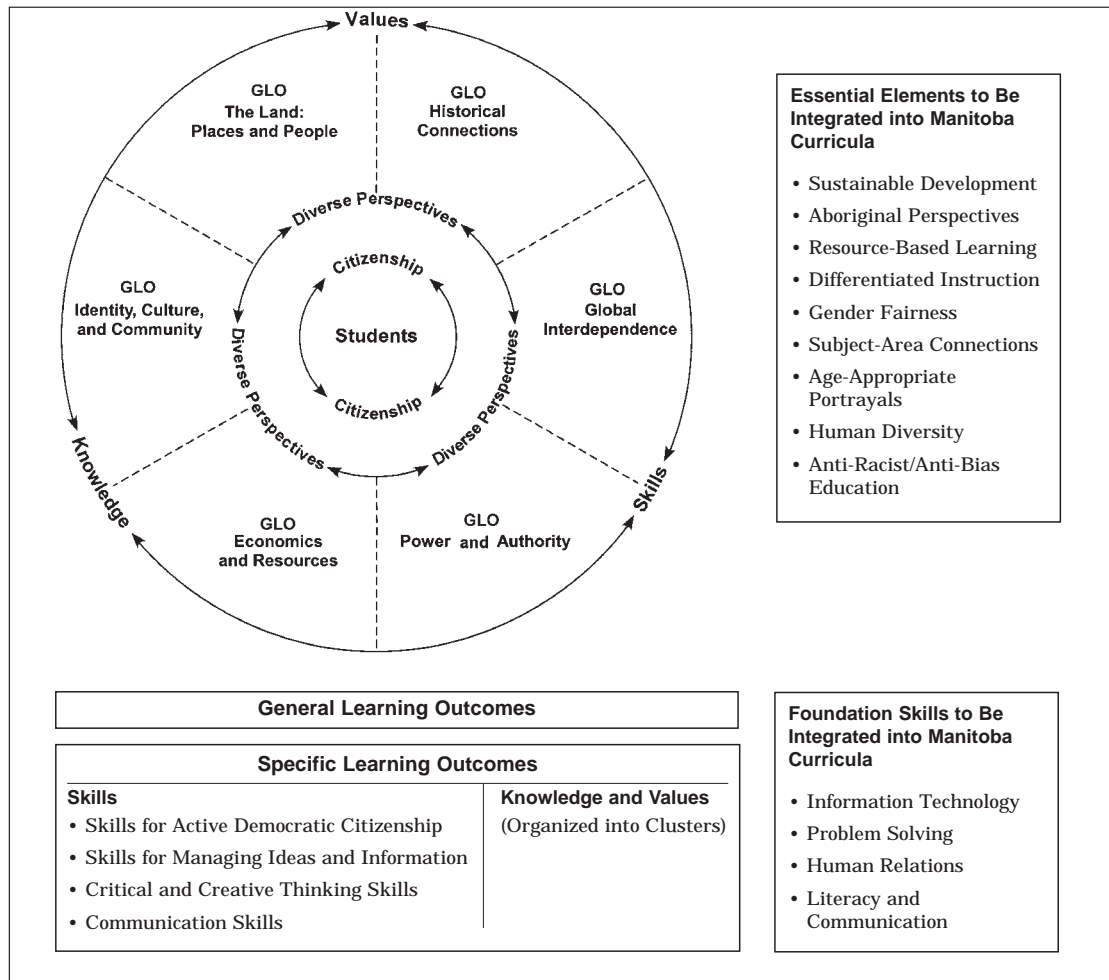 Values
GLO
The Land:
Places and People
GLO
Historical
Connections
GLO
Identity, Culture,
and Community
GLO
Global
Interdependence
Diverse Perspectives
Diverse Perspectives
Diverse Perspectives
Citizenship
Students
Citizenship
Knowledge
Skills
GLO
Economics
and Resources
GLO
Power and Authority
Essential Elements to Be
Integrated into Manitoba
Curricula
• Sustainable Development
• Aboriginal Perspectives
• Resource-Based Learning
• Differentiated Instruction
• Gender Fairness
• Subject-Area Connections
• Age-Appropriate
Portrayals
• Human Diversity
• Anti-Racist/Anti-Bias
Education
General Learning Outcomes
Specific Learning Outcomes
Skills
• Skills for Active Democratic Citizenship
• Skills for Managing Ideas and Information
• Critical and Creative Thinking Skills
• Communication Skills
Knowledge and Values
(Organized into Clusters)
Foundation Skills to Be
Integrated into Manitoba
Curricula
• Information Technology
• Problem Solving
• Human Relations
• Literacy and
Communication